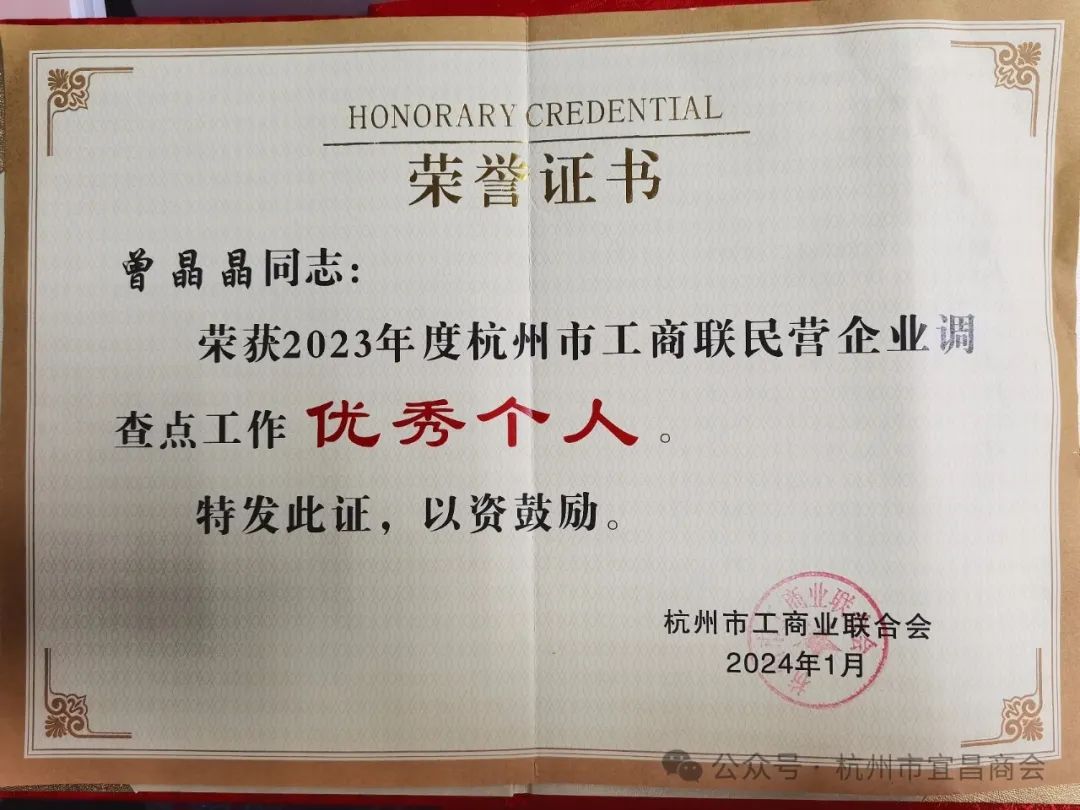 HONORARY CREDENTIAL
荣誉证书
曾晶晶同志：
荣获2023年度杭州市工商联民营企业调
查点工作 优秀个人。
特发此证，以资鼓励。
杭州市工商业联合会
2024年1月
公众号·杭州市宜昌商会